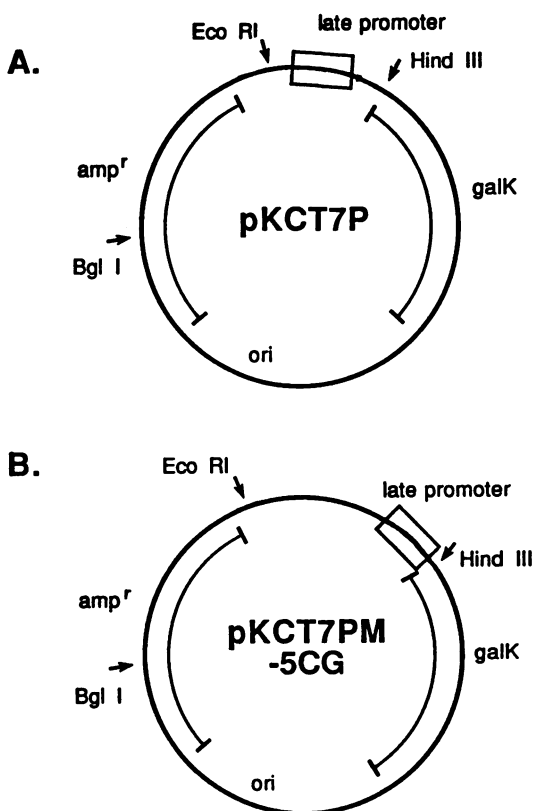 A.
Eco RI
late promoter
Hind III
amp^r
galK
pKCT7P
Bgl I
ori
B.
Eco RI
late promoter
Hind III
amp^r
pKCT7PM
-5CG
galK
Bgl I
ori